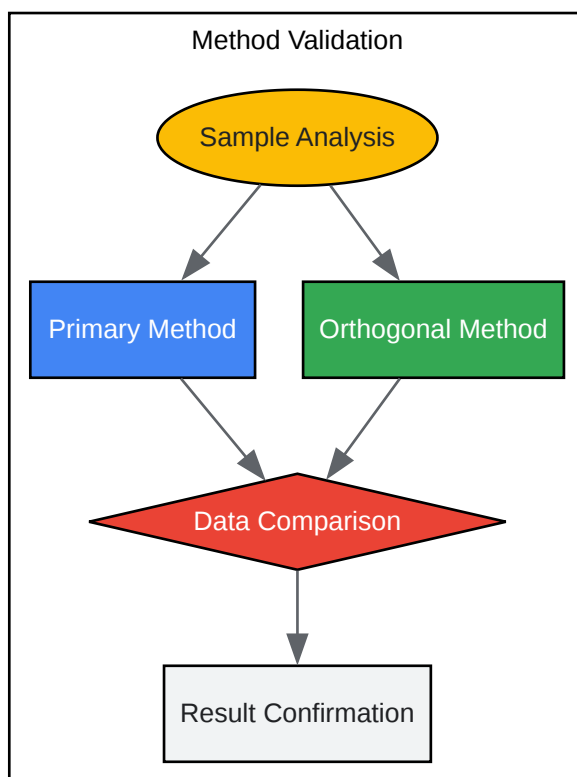 Method Validation
Sample Analysis
Primary Method
Orthogonal Method
Data Comparison
Result Confirmation